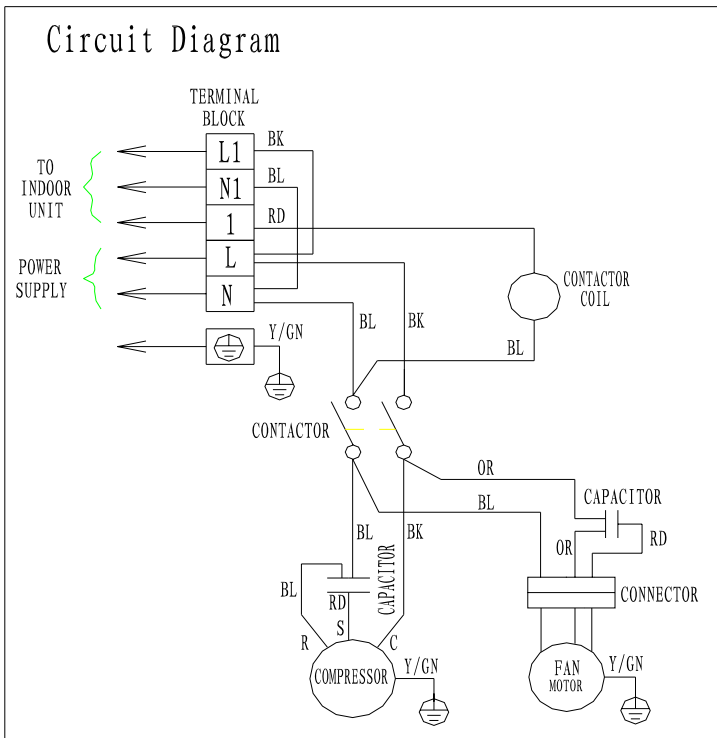 Circuit Diagram
TERMINAL
BLOCK
L1
BK
TO
INDOOR
UNIT
N1
BL
1
RD
POWER
SUPPLY
L
N
CONTACTOR
COIL
Y/GN
BL
BK
BL
CONTACTOR
OR
BL
CAPACITOR
BL
BK
OR
RD
CAPACITOR
BL
RD
CONNECTOR
R
S
C
COMPRESSOR
Y/GN
FAN
MOTOR
Y/GN